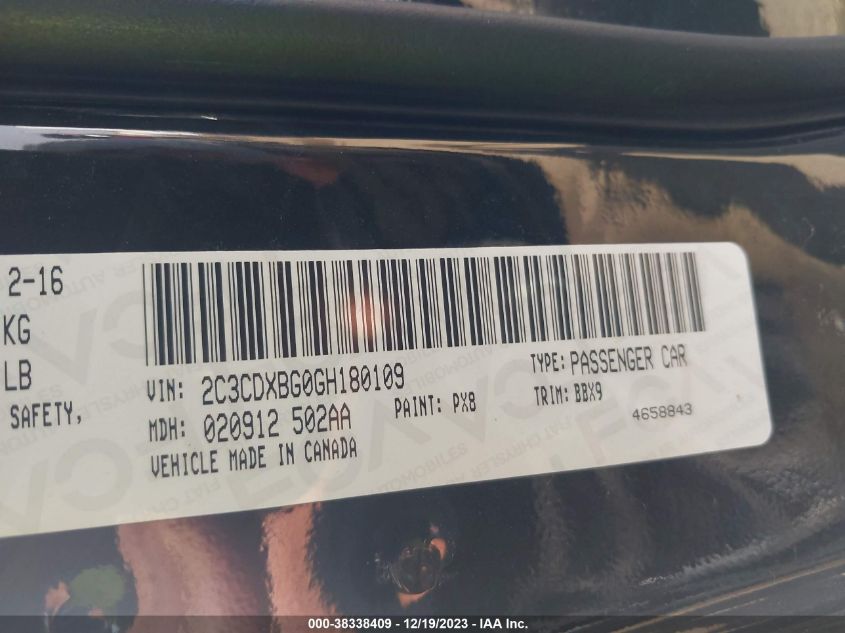 2-16
KG
LB
SAFETY,
VIN: 2C3CDXBG0GH180109
TYPE: PASSENGER CAR
MDH: 020912 502AA
PAINT: PX8
TRIM: BBX9
4658843
VEHICLE MADE IN CANADA
000-38338409 - 12/19/2023 - IAA Inc.